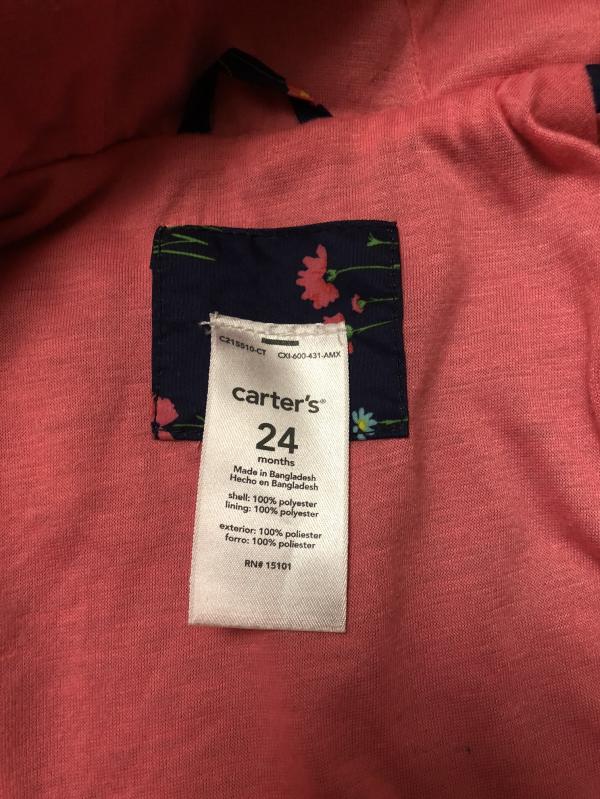 C215510-CT CXI-600-431-AMX
carter's®
24
months
Made in Bangladesh
Hecho en Bangladesh
shell: 100% polyester
lining: 100% polyester
exterior: 100% poliester
forro: 100% poliester
RN# 15101